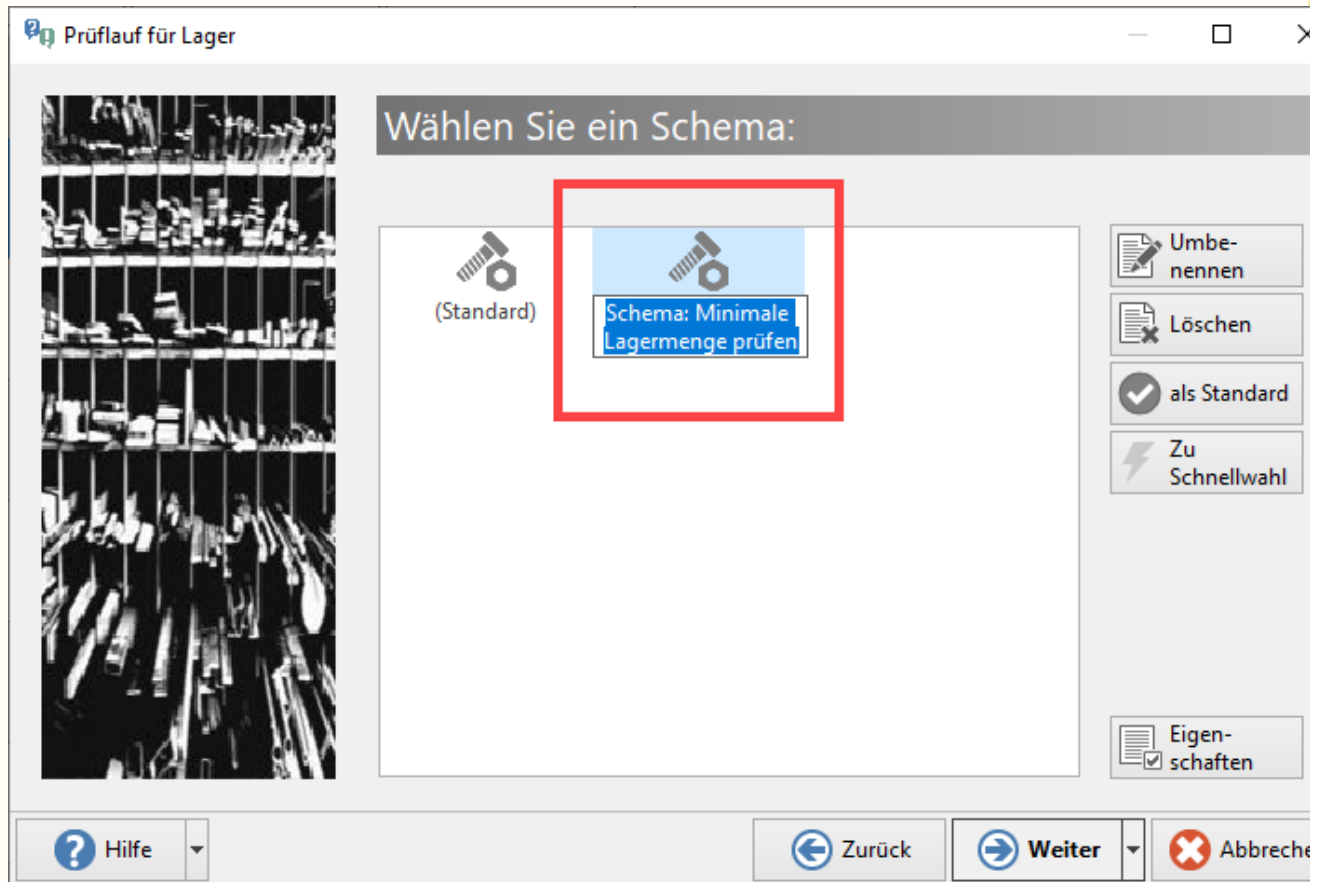 Prüflauf für Lager
Wählen Sie ein Schema:
(Standard)
Schema: Minimale
Lagermenge prüfen
Umbe-
nennen
Löschen
als Standard
Zu
Schnellwahl
Eigen-
schaften
Hilfe
Zurück
Weiter
Abbreche